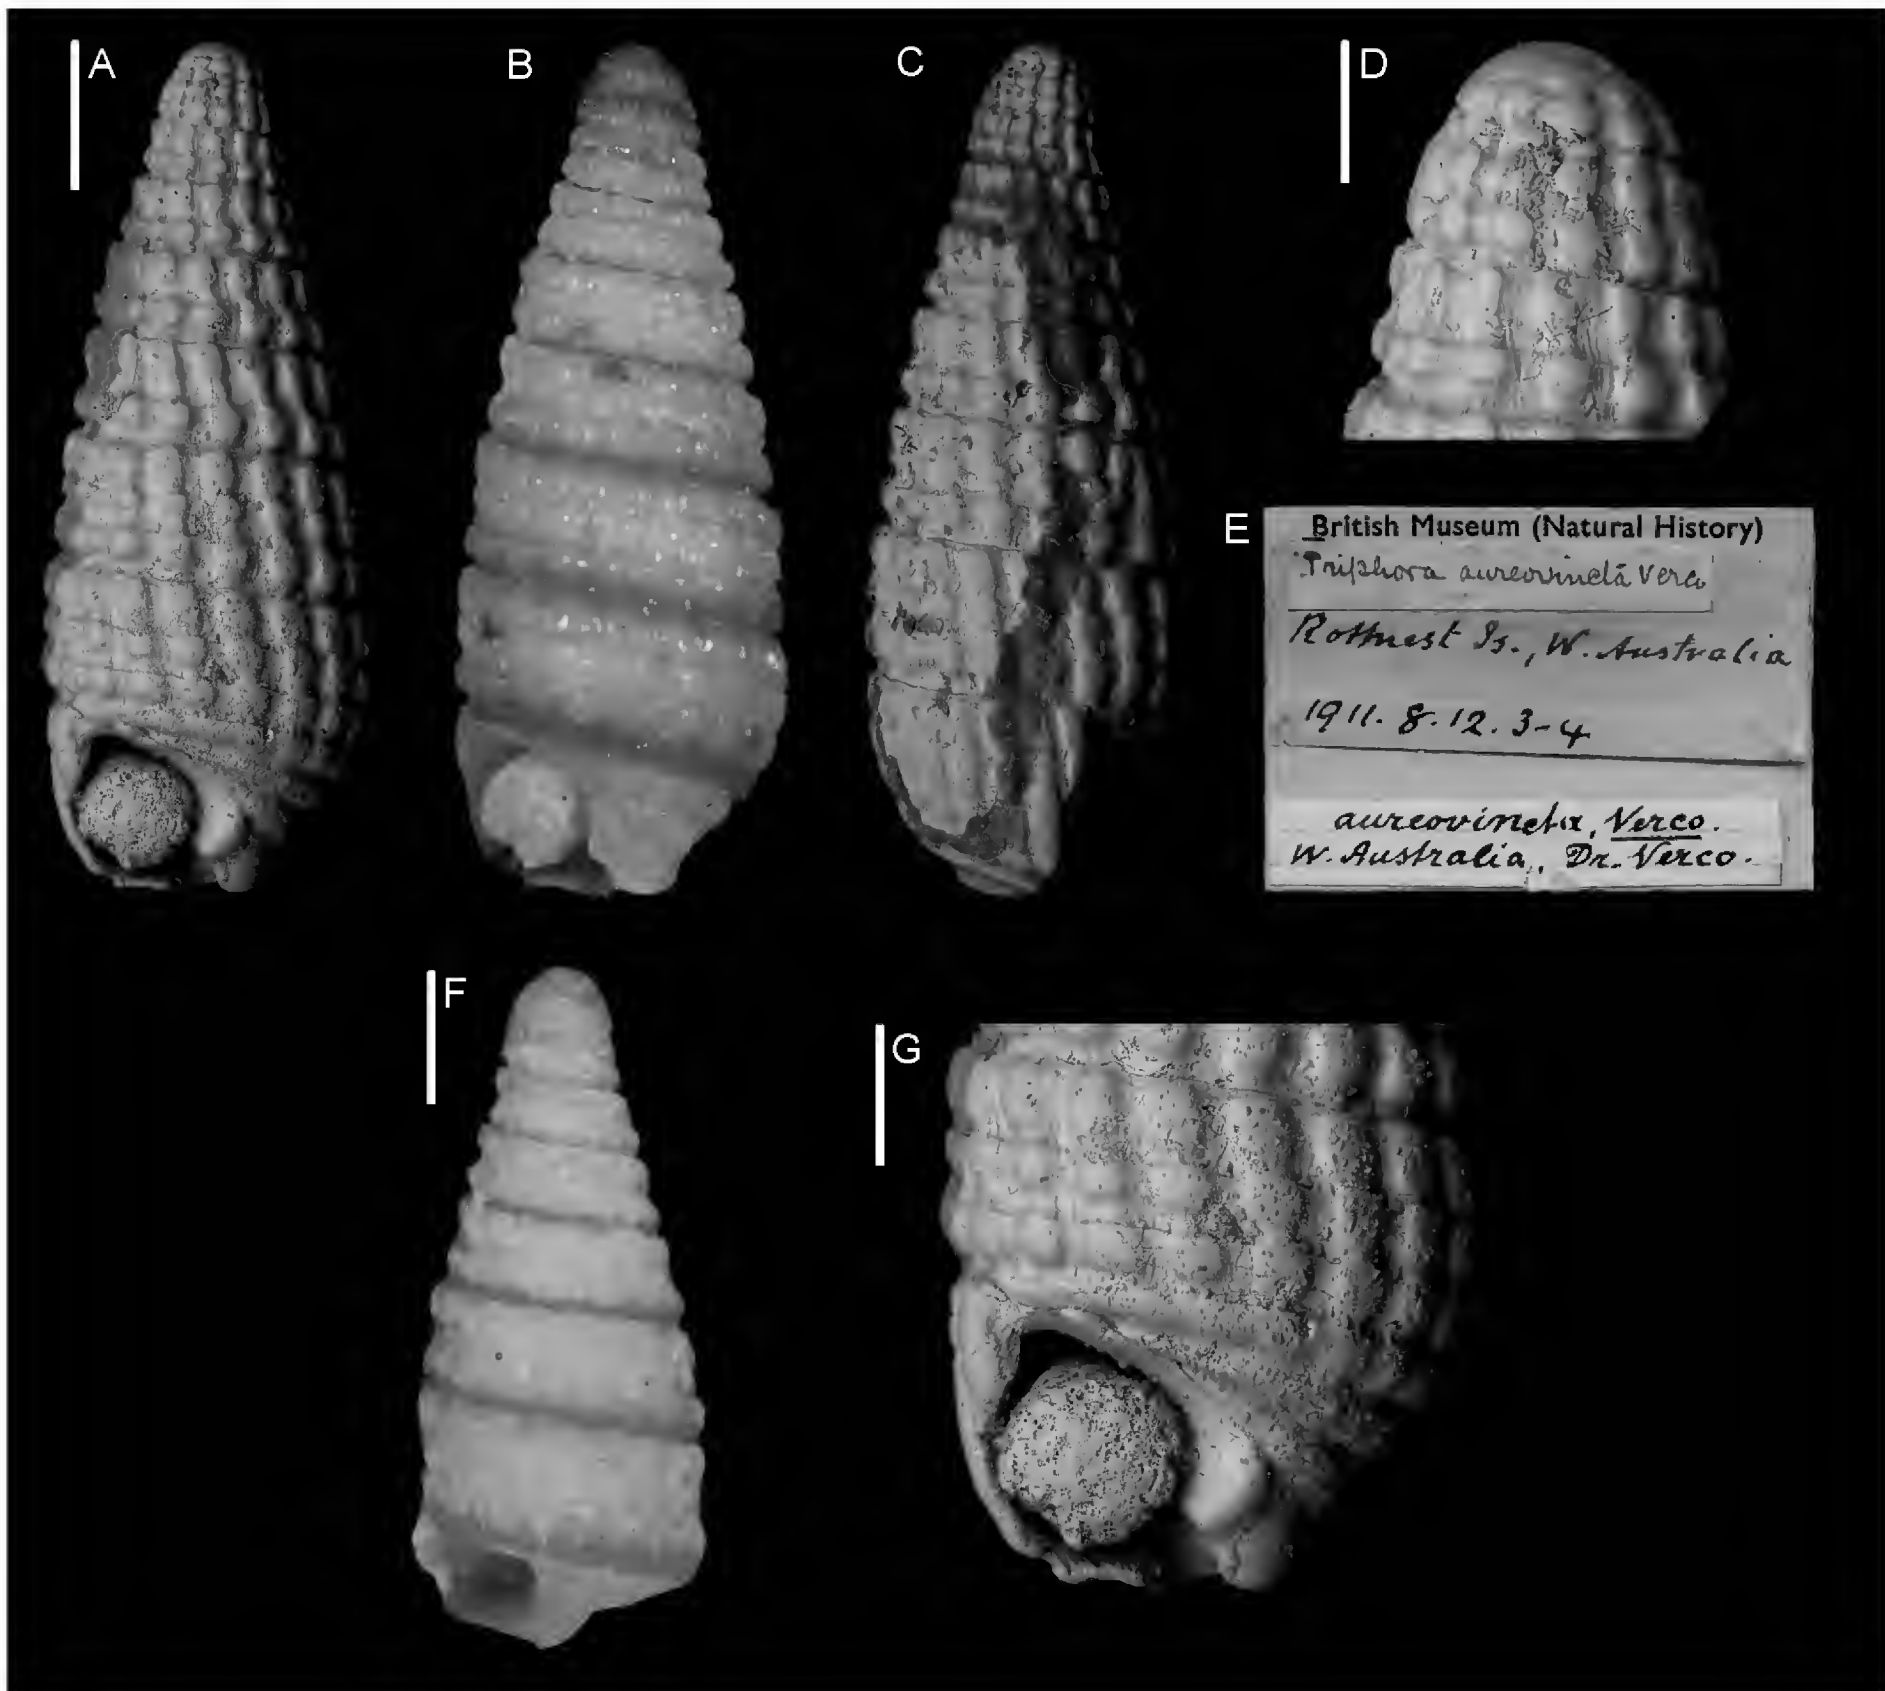 A
B
C
D
E
British Museum (Natural History)
Triphora aureovincta Verco
Rottnest Is., W. Australia
1911. 8. 12. 3-4
aureovincta, Verco.
W. Australia, Dr. Verco.
F
G